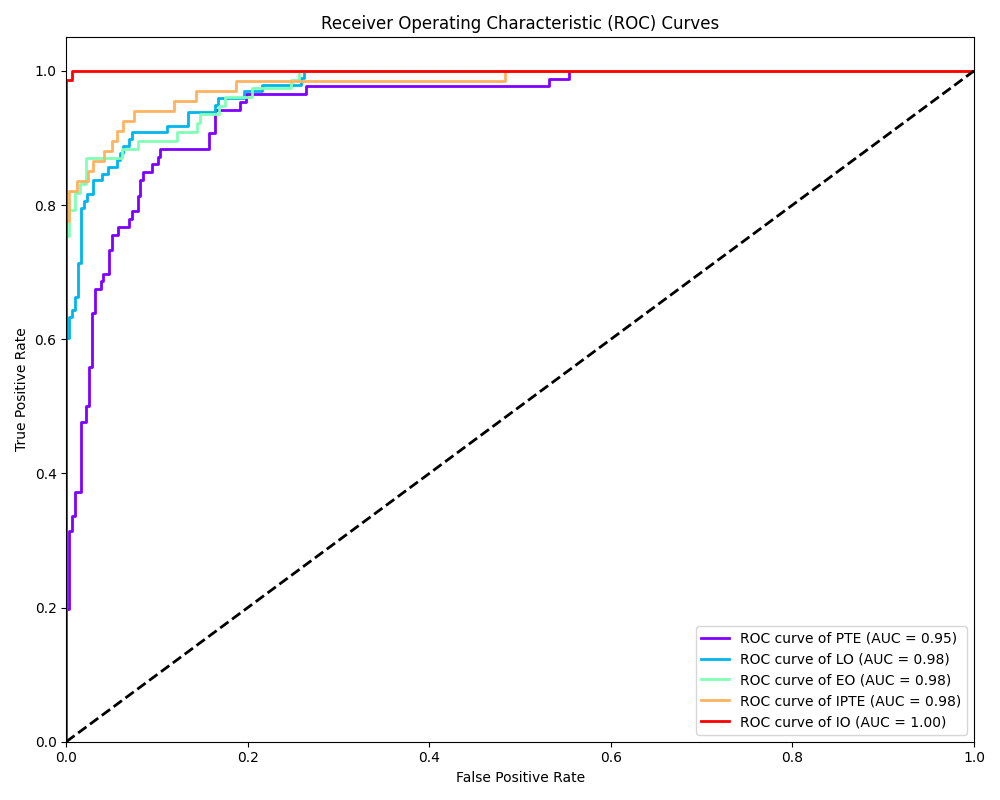 Receiver Operating Characteristic (ROC) Curves
True Positive Rate
1.0
0.8
0.6
0.4
0.2
0.0
0.0 0.2 0.4 0.6 0.8 1.0
False Positive Rate
ROC curve of PTE (AUC = 0.95)
ROC curve of LO (AUC = 0.98)
ROC curve of EO (AUC = 0.98)
ROC curve of IPTE (AUC = 0.98)
ROC curve of IO (AUC = 1.00)